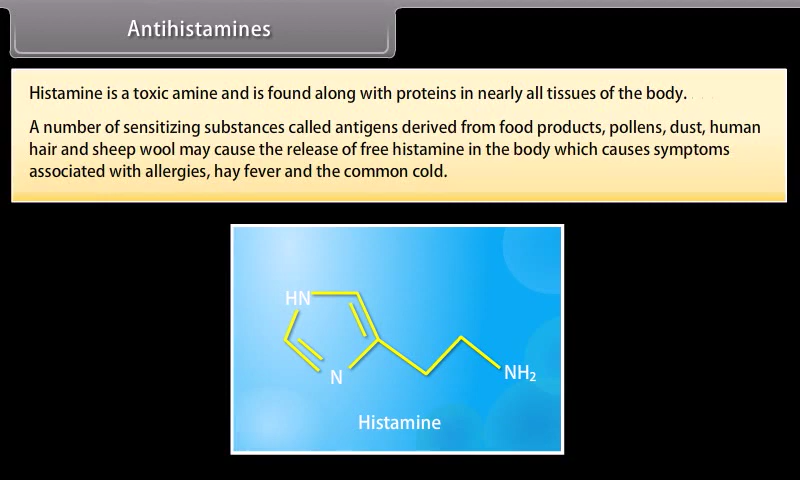 Antihistamines
Histamine is a toxic amine and is found along with proteins in nearly all tissues of the body.
A number of sensitizing substances called antigens derived from food products, pollens, dust, human
hair and sheep wool may cause the release of free histamine in the body which causes symptoms
associated with allergies, hay fever and the common cold.
HN
N
NH₂
Histamine